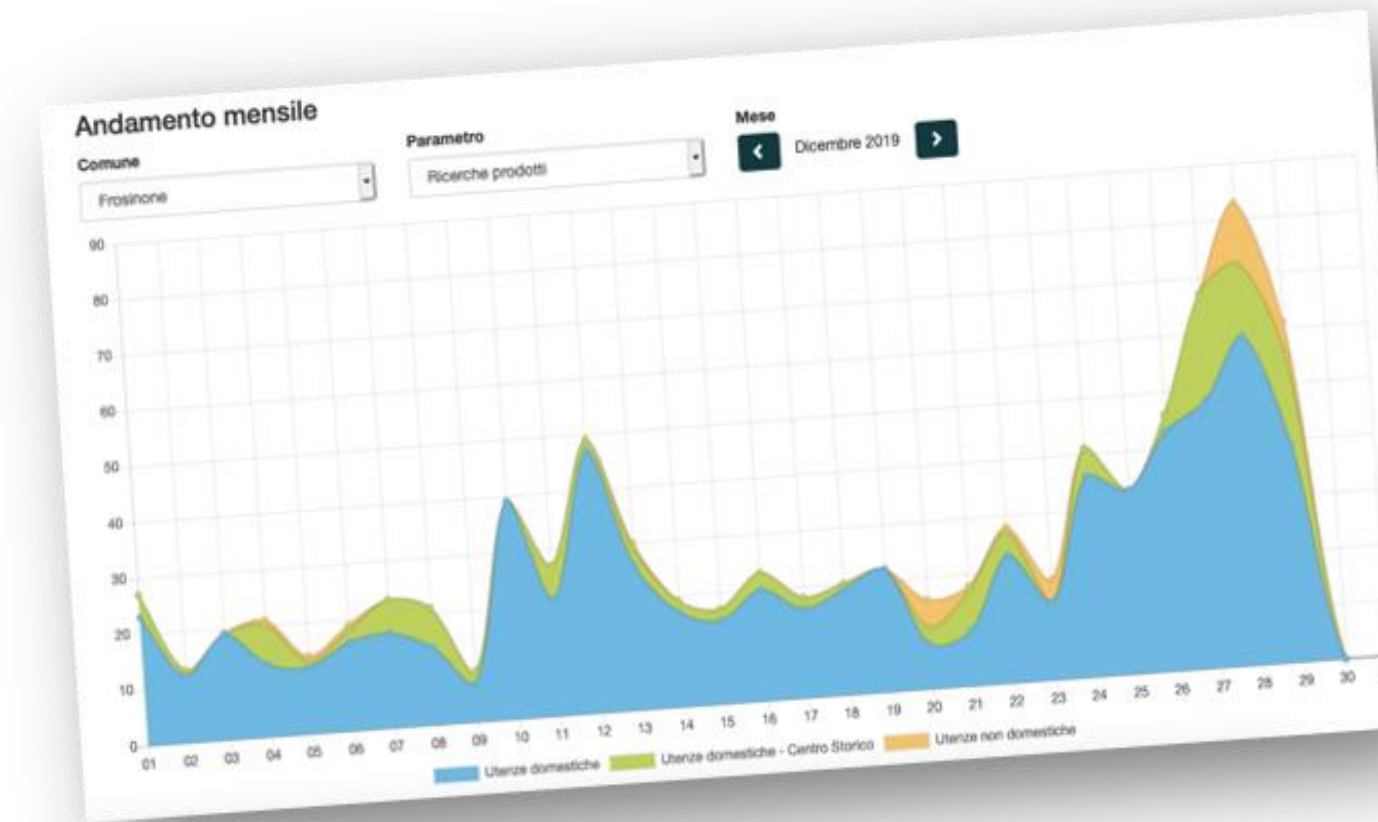 Andamento mensile
Comune
Frosinone
Parametro
Ricerche prodotti
Mese
Dicembre 2019
90
80
70
60
50
40
30
20
10
0
01 02 03 04 05 06 07 08 09 10 11 12 13 14 15 16 17 18 19 20 21 22 23 24 25 26 27 28 29 30
Utenze domestiche Utenze domestiche - Centro Storico Utenze non domestiche